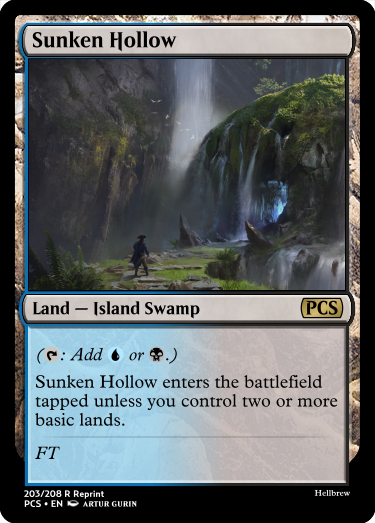 Sunken Hollow
Land — Island Swamp
PCS
(: Add or .)
Sunken Hollow enters the battlefield
tapped unless you control two or more
basic lands.
FT
203/208 R Reprint
PCS • EN ARTUR GURIN
Hellbrew